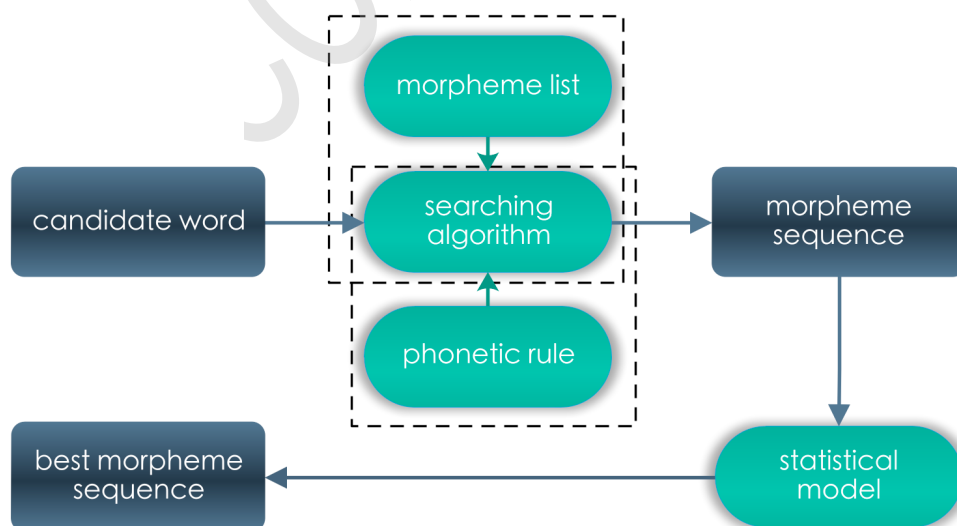 morpheme list
candidate word
searching
algorithm
morpheme
sequence
phonetic rule
best morpheme
sequence
statistical
model